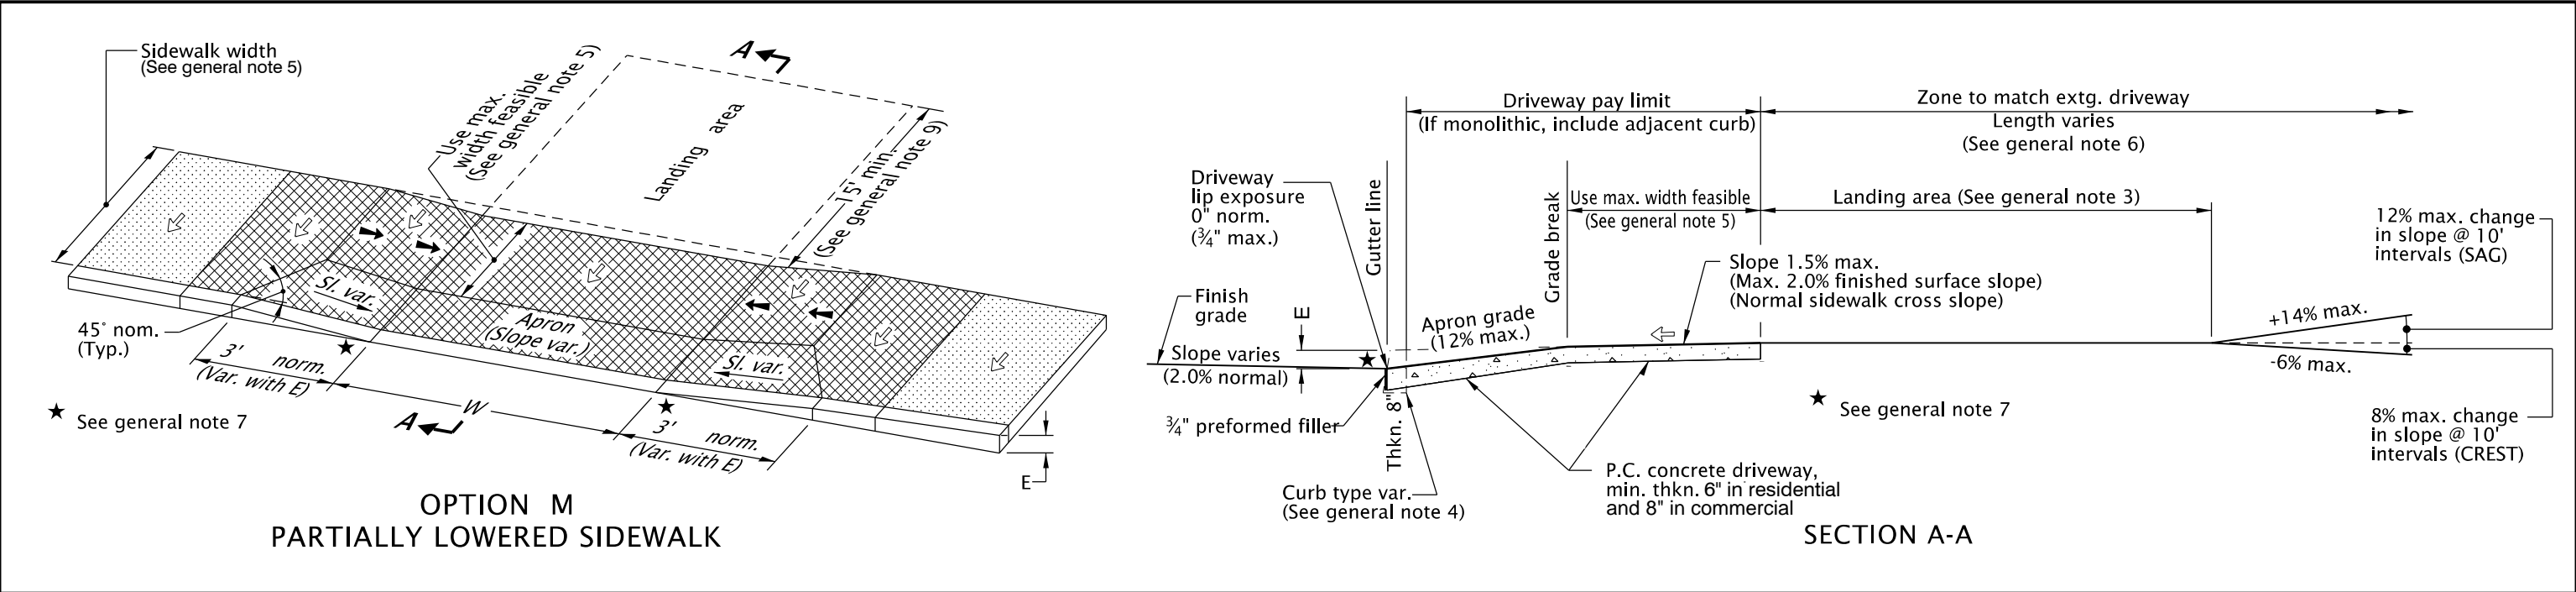 Sidewalk width
(See general note 5)
Use max.
width feasible
(See general note 5)
A
Landing area
15' min.
(See general note 9)
Sl. var.
Apron
(Slope var.)
Sl. var.
45° nom.
(Typ.)
3' norm.
(Var. with E)
W
A
3' norm.
(Var. with E)
E
★ See general note 7
OPTION M
PARTIALLY LOWERED SIDEWALK
Driveway pay limit
(If monolithic, include adjacent curb)
Zone to match extg. driveway
Length varies
(See general note 6)
Driveway
lip exposure
0" norm.
(¾" max.)
Gutter line
Grade break
Use max. width feasible
(See general note 5)
Landing area (See general note 3)
12% max. change
in slope @ 10'
intervals (SAG)
Slope 1.5% max.
(Max. 2.0% finished surface slope)
(Normal sidewalk cross slope)
Finish
grade
E
Apron grade
(12% max.)
+14% max.
-6% max.
Slope varies
(2.0% normal)
★
¾" preformed filler
Thkn. 8"
★ See general note 7
8% max. change
in slope @ 10'
intervals (CREST)
Curb type var.
(See general note 4)
P.C. concrete driveway,
min. thkn. 6" in residential
and 8" in commercial
SECTION A-A